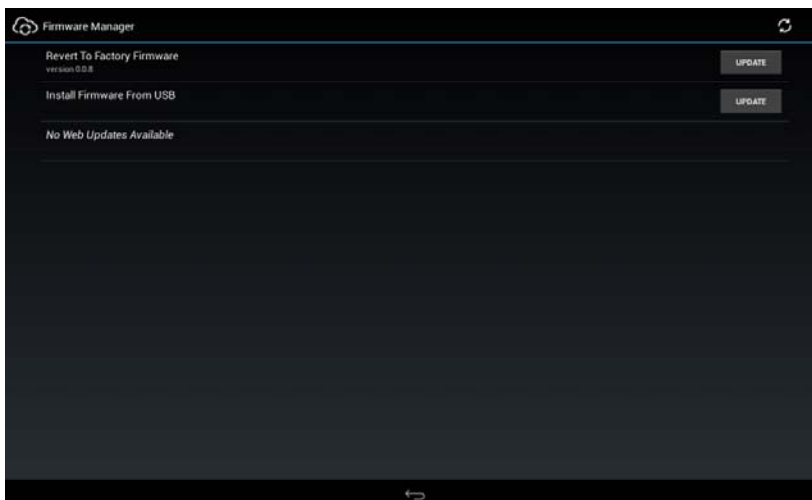 Firmware Manager
Revert To Factory Firmware
version 0.0.8
UPDATE
Install Firmware From USB
UPDATE
No Web Updates Available